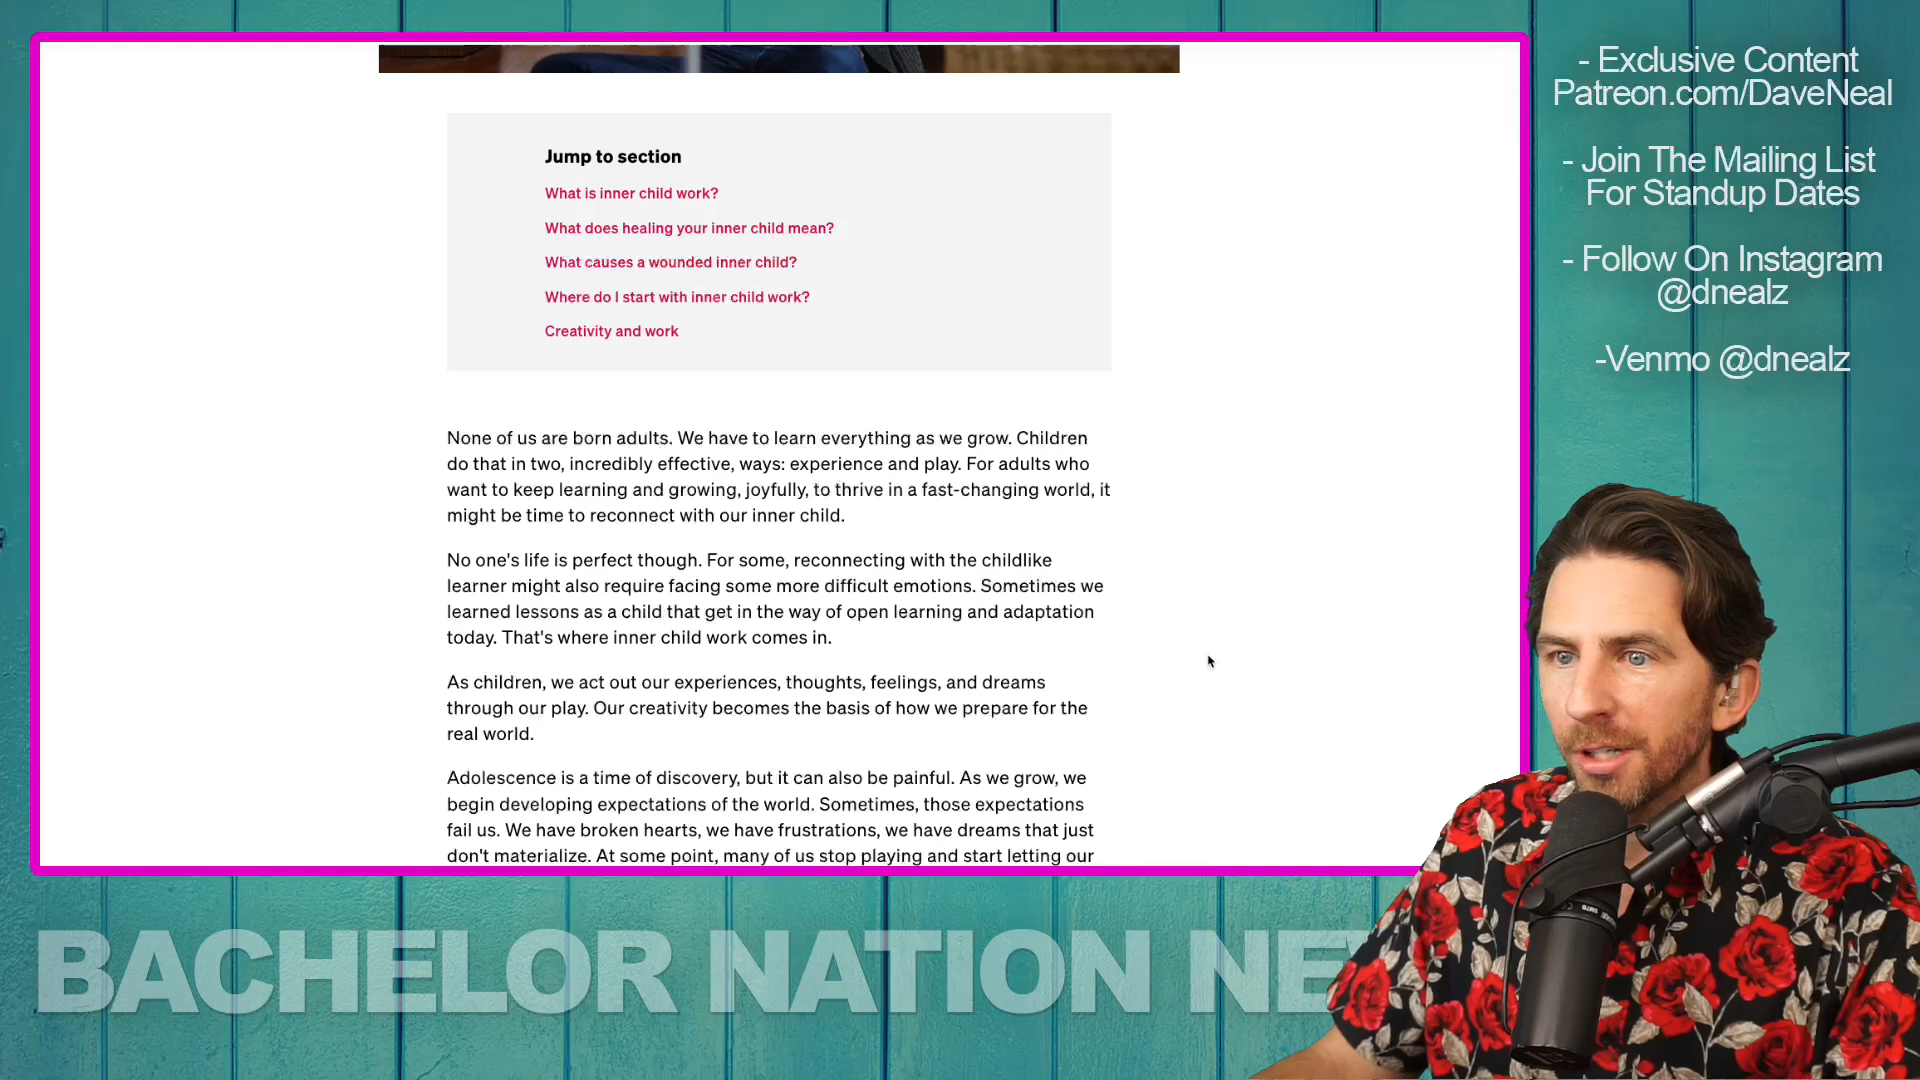 Jump to section
What is inner child work?
What does healing your inner child mean?
What causes a wounded inner child?
Where do I start with inner child work?
Creativity and work
None of us are born adults. We have to learn everything as we grow. Children
do that in two, incredibly effective, ways: experience and play. For adults who
want to keep learning and growing, joyfully, to thrive in a fast-changing world, it
might be time to reconnect with our inner child.
No one's life is perfect though. For some, reconnecting with the childlike
learner might also require facing some more difficult emotions. Sometimes we
learned lessons as a child that get in the way of open learning and adaptation
today. That's where inner child work comes in.
As children, we act out our experiences, thoughts, feelings, and dreams
through our play. Our creativity becomes the basis of how we prepare for the
real world.
Adolescence is a time of discovery, but it can also be painful. As we grow, we
begin developing expectations of the world. Sometimes, those expectations
fail us. We have broken hearts, we have frustrations, we have dreams that just
don't materialize. At some point, many of us stop playing and start letting our
- Exclusive Content
Patreon.com/DaveNeal
- Join The Mailing List
For Standup Dates
- Follow On Instagram
@dnealz
-Venmo @dnealz
BACHELOR NATION NE